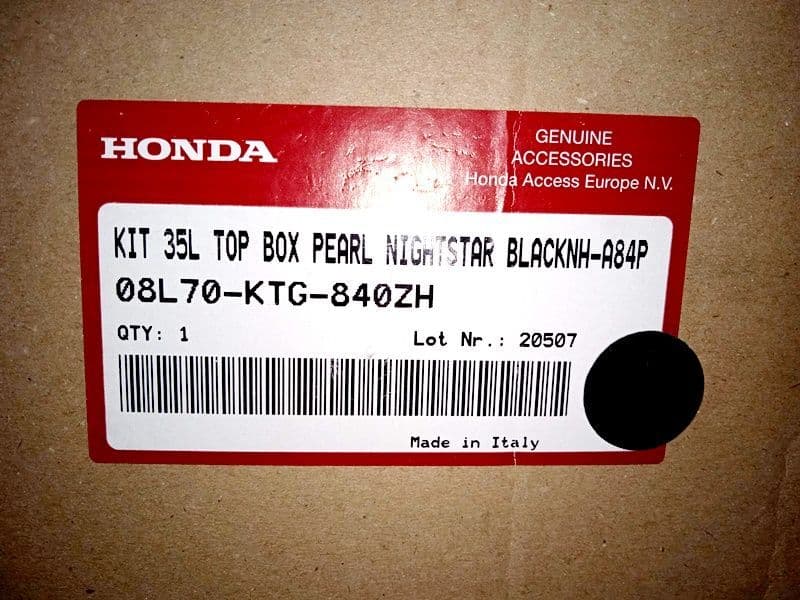 HONDA
GENUINE
ACCESSORIES
Honda Access Europe N.V.
KIT 35L TOP BOX PEARL NIGHTSTAR BLACKNH-A84P
08L70-KTG-840ZH
QTY: 1
Lot Nr.: 20507
Made in Italy